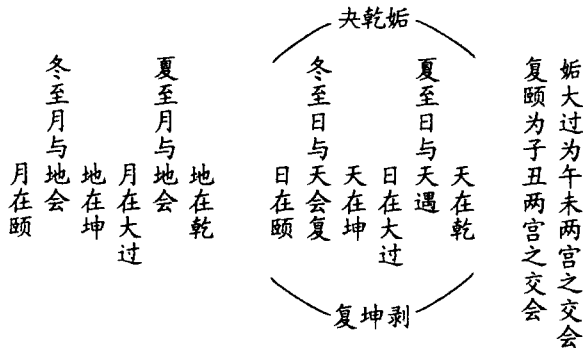 姤大过为午未两宫之交会
复颐为子丑两宫之交会
夬乾姤
天在乾
夏至日与天遇
日在大过
天在坤
冬至日与天会复
日在颐
复坤剥
地在乾
夏至月与地会
月在大过
地在坤
冬至月与地会
月在颐